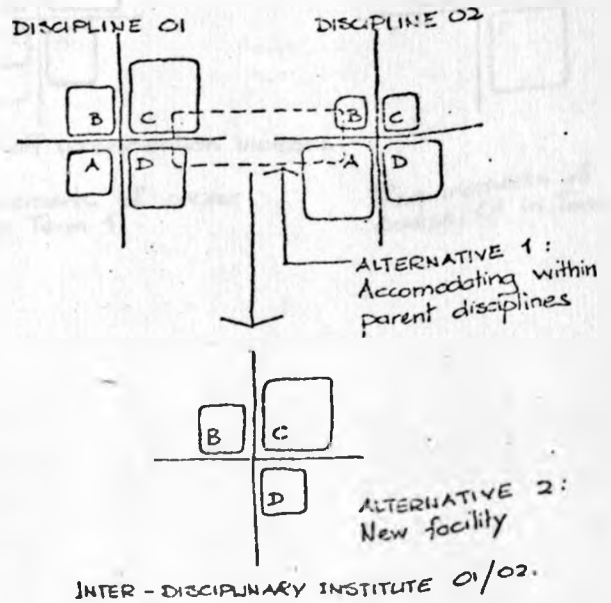 DISCIPLINE 01
DISCIPLINE 02
B
C
B
C
A
D
A
D
ALTERNATIVE 1:
Accomodating within
parent disciplines
B
C
D
ALTERNATIVE 2:
New facility
INTER-DISCIPLINARY INSTITUTE 01/02.